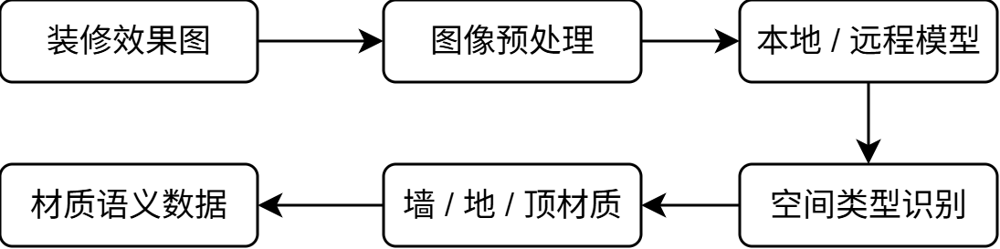 装修效果图
图像预处理
本地 / 远程模型
空间类型识别
墙 / 地 / 顶材质
材质语义数据